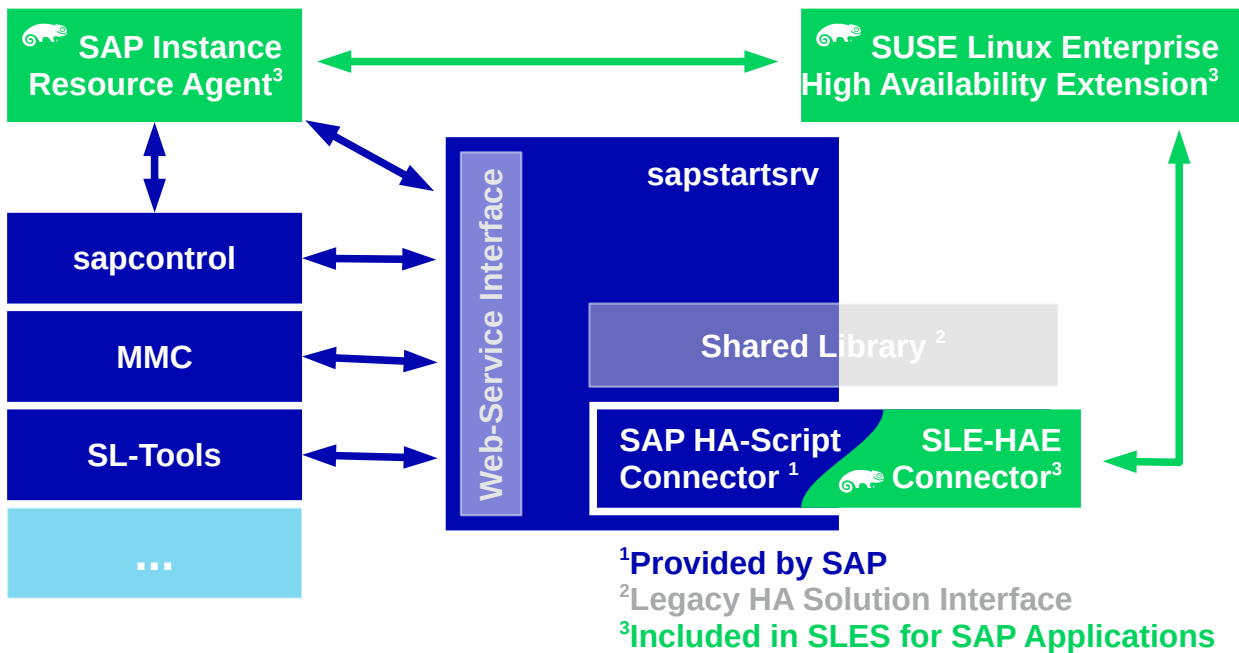 SAP Instance
Resource Agent³
SUSE Linux Enterprise
High Availability Extension³
sapstartsrv
Web-Service Interface
sapcontrol
MMC
SL-Tools
...
Shared Library ²
SAP HA-Script
Connector ¹
SLE-HAE
Connector³
¹Provided by SAP
²Legacy HA Solution Interface
³Included in SLES for SAP Applications